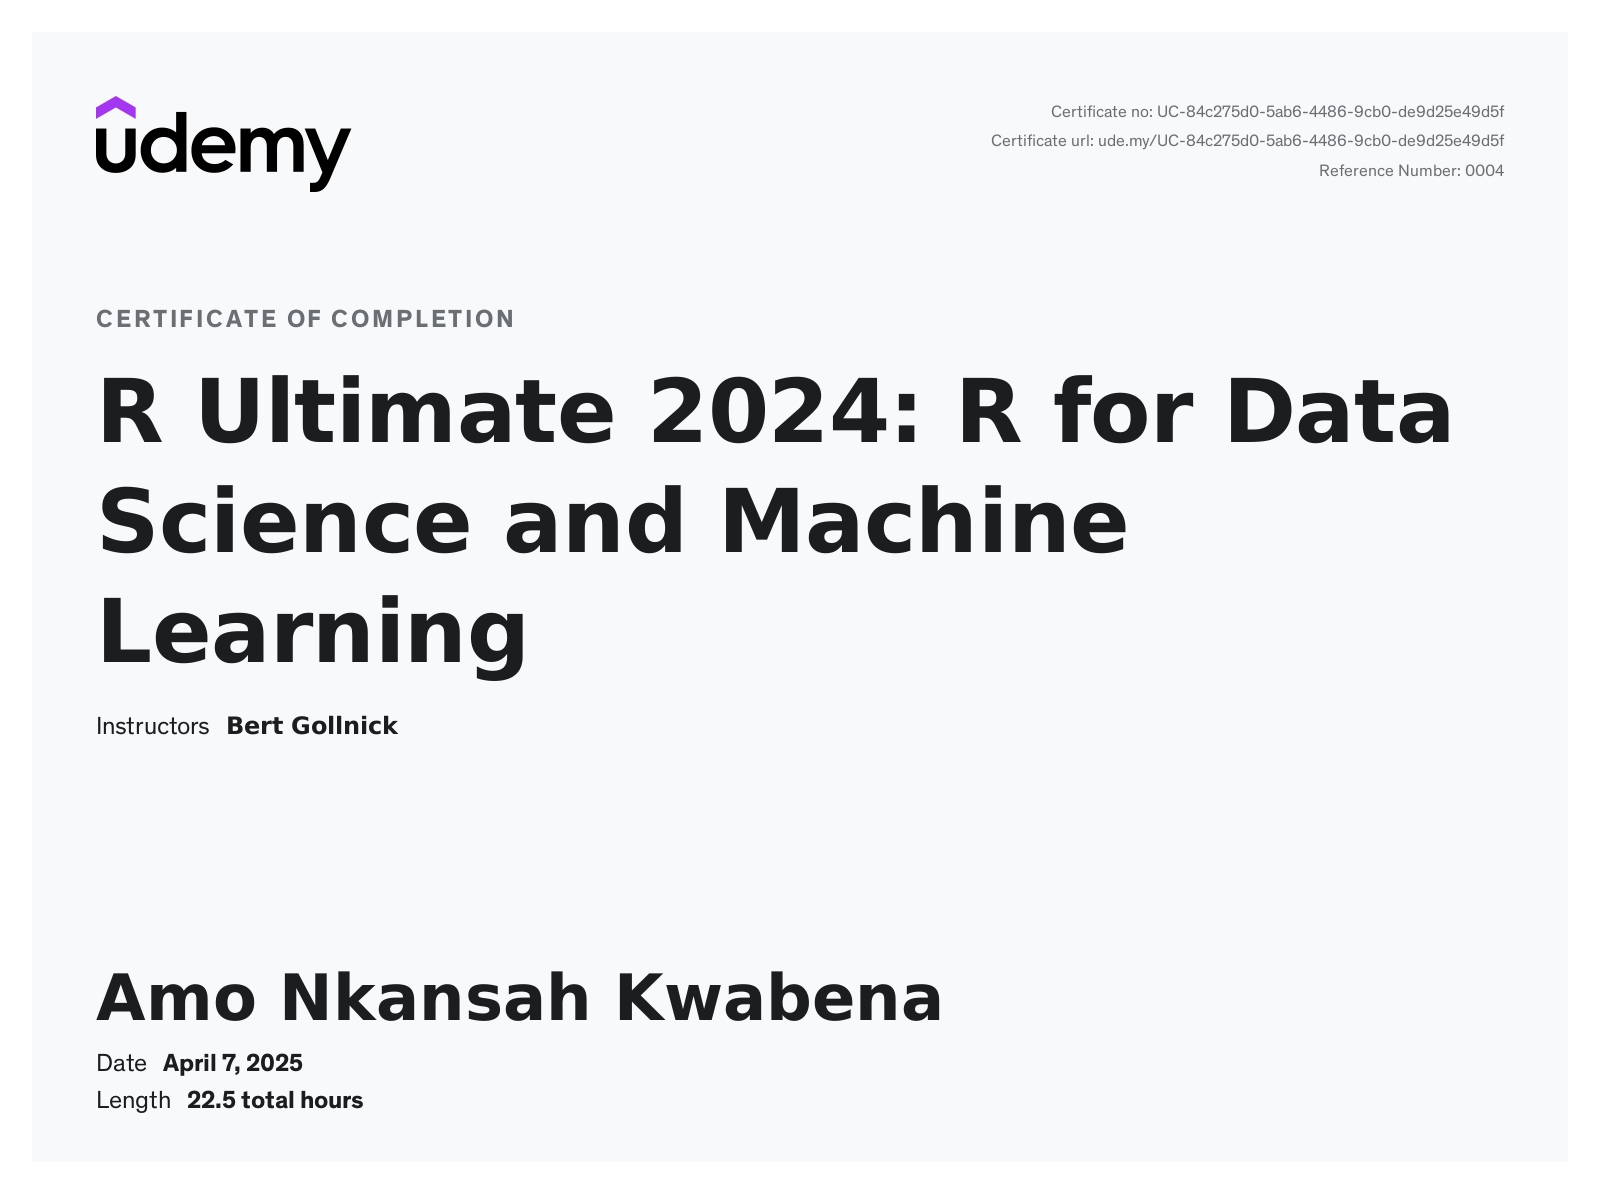 udemy
Certificate no: UC-84c275d0-5ab6-4486-9cb0-de9d25e49d5f
Certificate url: ude.my/UC-84c275d0-5ab6-4486-9cb0-de9d25e49d5f
Reference Number: 0004
CERTIFICATE OF COMPLETION
R Ultimate 2024: R for Data
Science and Machine
Learning
Instructors Bert Gollnick
Amo Nkansah Kwabena
Date April 7, 2025
Length 22.5 total hours